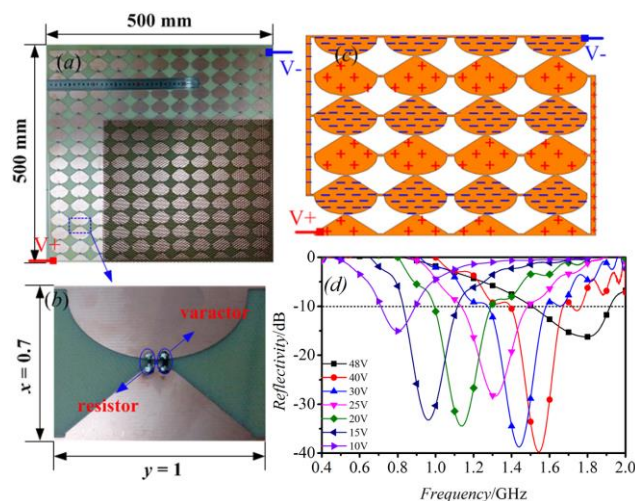 500 mm
500 mm
(a)
V-
V+
(c)
V-
V+
(b)
varactor
resistor
x = 0.7
y = 1
(d)
Reflectivity/dB
0
-10
-20
-30
-40
48V
40V
30V
25V
20V
15V
10V
0.4 0.6 0.8 1.0 1.2 1.4 1.6 1.8 2.0
Frequency/GHz